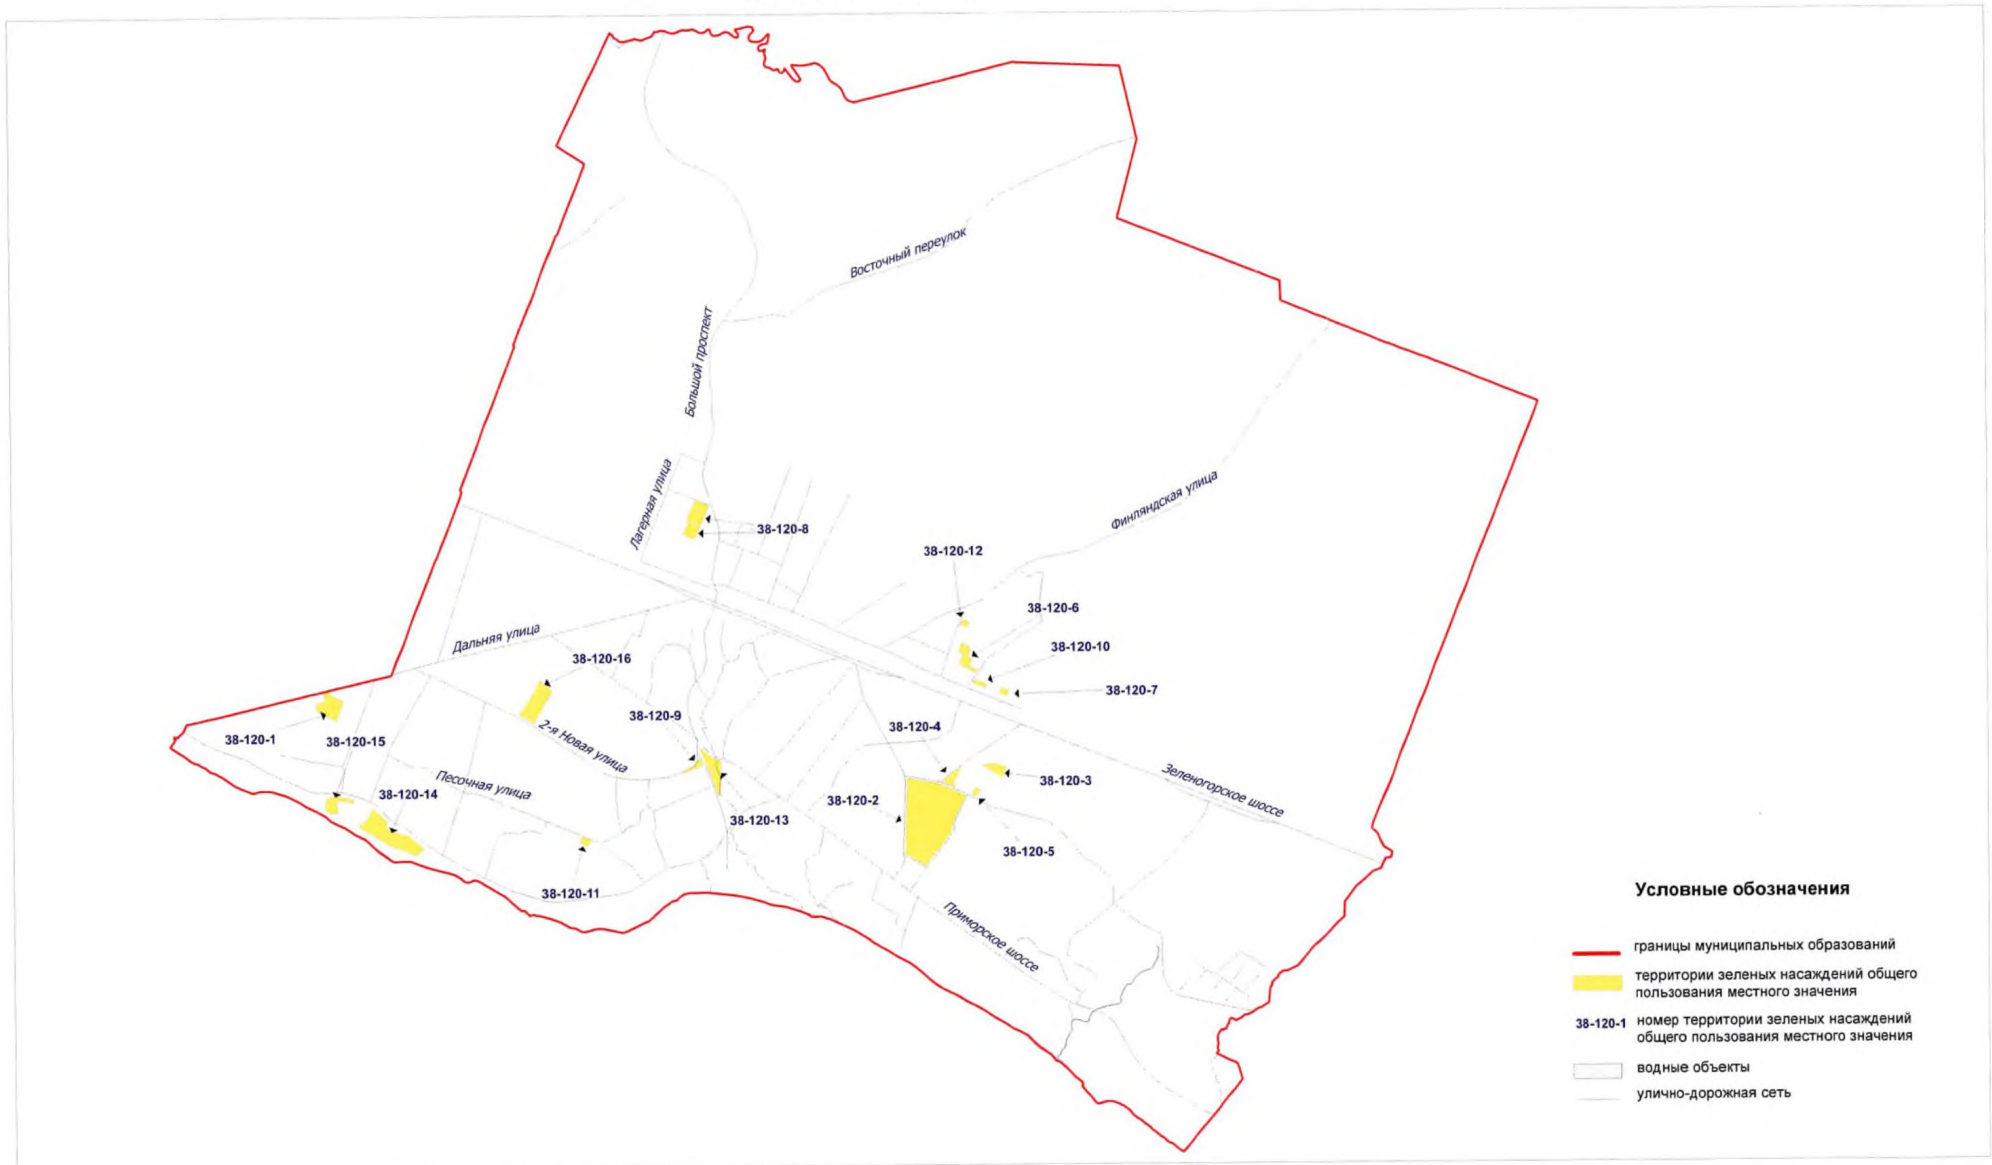 Восточный переулок
Большой проспект
Лагерная улица
38-120-8
Финляндская улица
38-120-12
38-120-6
38-120-10
38-120-7
Дальняя улица
38-120-16
38-120-9
2-я Новая улица
38-120-1
38-120-15
Песочная улица
38-120-14
38-120-13
38-120-11
38-120-4
38-120-3
38-120-2
38-120-5
Зеленогорское шоссе
Приморское шоссе
Условные обозначения
границы муниципальных образований
территории зеленых насаждений общего
пользования местного значения
38-120-1 номер территории зеленых насаждений
общего пользования местного значения
водные объекты
улично-дорожная сеть